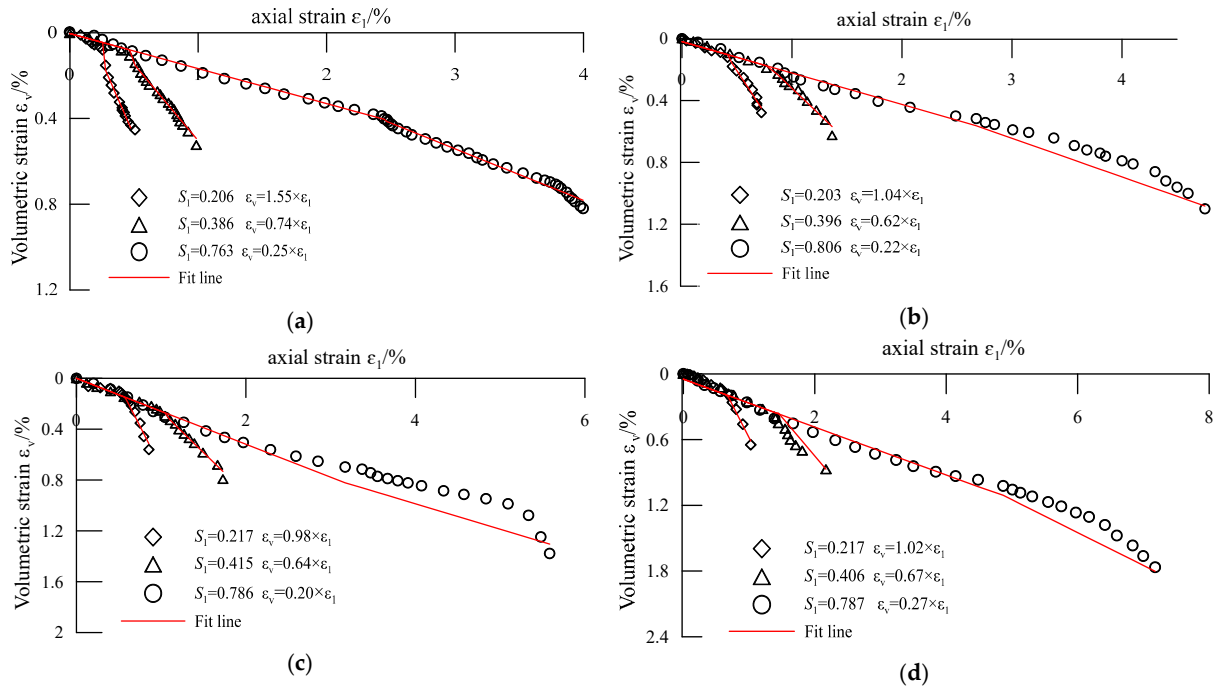 axial strain ε₁/%
0
1
2
3
4
0
0.4
0.8
1.2
Volumetric strain εᵥ/%
S₁=0.206 εᵥ=1.55×ε₁
S₁=0.386 εᵥ=0.74×ε₁
S₁=0.763 εᵥ=0.25×ε₁
Fit line
(a)
axial strain ε₁/%
0
1
2
3
4
0
0.4
0.8
1.2
1.6
Volumetric strain εᵥ/%
S₁=0.203 εᵥ=1.04×ε₁
S₁=0.396 εᵥ=0.62×ε₁
S₁=0.806 εᵥ=0.22×ε₁
Fit line
(b)
axial strain ε₁/%
0
2
4
6
0
0.4
0.8
1.2
1.6
2
Volumetric strain εᵥ/%
S₁=0.217 εᵥ=0.98×ε₁
S₁=0.415 εᵥ=0.64×ε₁
S₁=0.786 εᵥ=0.20×ε₁
Fit line
(c)
axial strain ε₁/%
0
2
4
6
8
0
0.6
1.2
1.8
2.4
Volumetric strain εᵥ/%
S₁=0.217 εᵥ=1.02×ε₁
S₁=0.406 εᵥ=0.67×ε₁
S₁=0.787 εᵥ=0.27×ε₁
Fit line
(d)